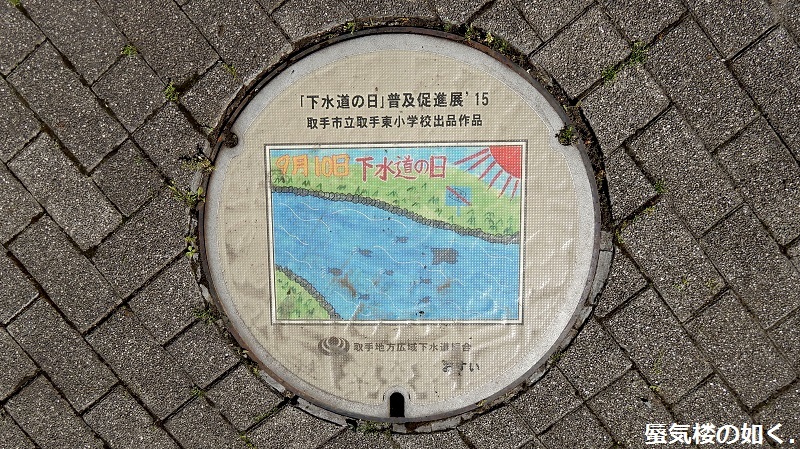 「下水道の日」普及促進展'15
取手市立取手東小学校出品作品
9月10日 下水道の日
取手地方広域下水道組合
おすい
蜃気楼の如く.